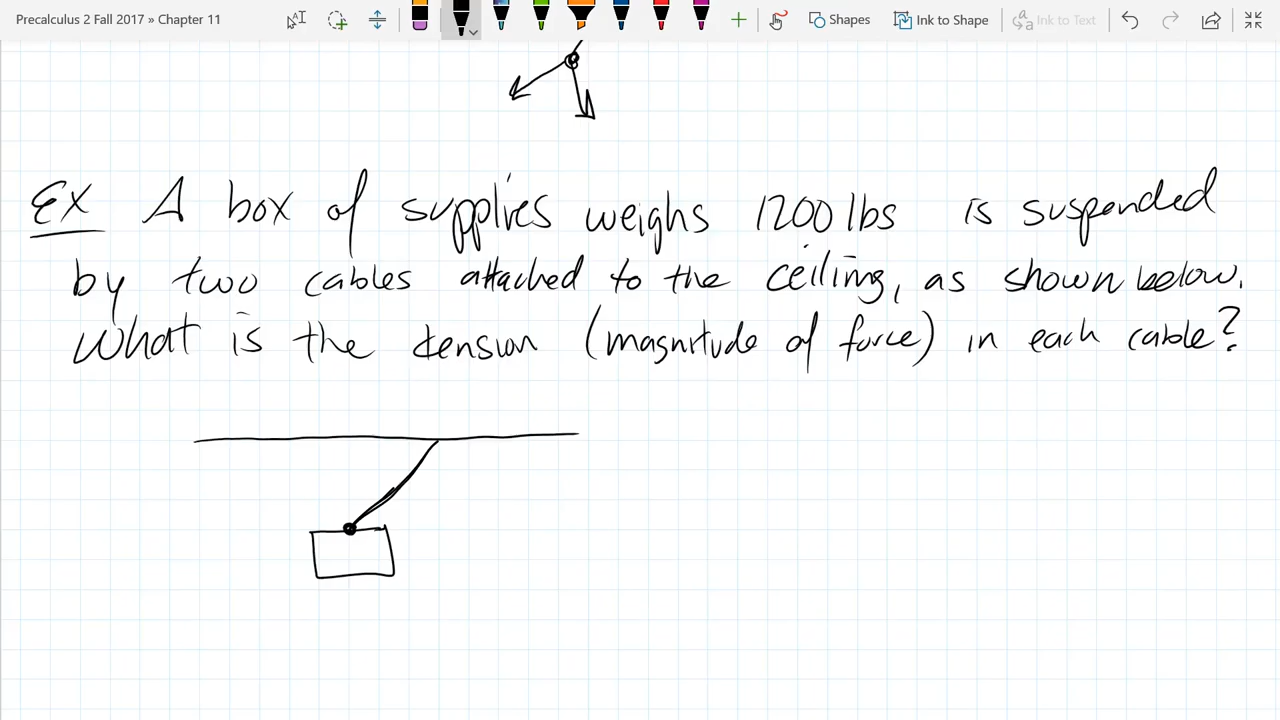 Precalculus 2 Fall 2017 » Chapter 11
Shapes
Ink to Shape
Ink to Text
Ex A box of supplies weighs 1200 lbs is suspended
by two cables attached to the ceiling, as shown below.
What is the tension (magnitude of force) in each cable?